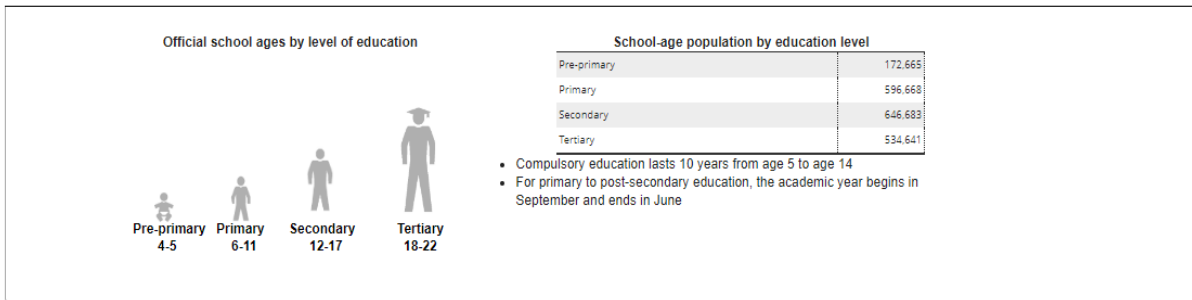 Official school ages by level of education
Pre-primary Primary Secondary Tertiary
4-5 6-11 12-17 18-22
School-age population by education level
Pre-primary 172,665
Primary 596,668
Secondary 646,683
Tertiary 534,641
• Compulsory education lasts 10 years from age 5 to age 14
• For primary to post-secondary education, the academic year begins in
September and ends in June